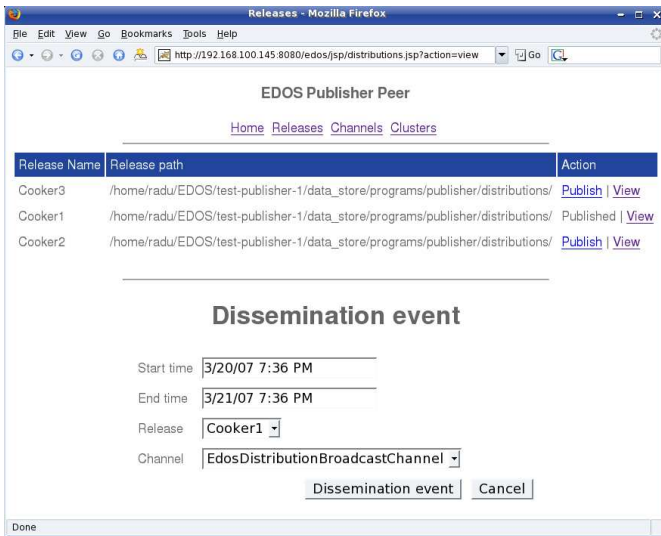 Releases - Mozilla Firefox
File Edit View Go Bookmarks Tools Help
http://192.168.100.145:8080/edos/jsp/distributions.jsp?action=view Go G
EDOS Publisher Peer
Home Releases Channels Clusters
Release Name Release path Action
Cooker3 /home/radu/EDOS/test-publisher-1/data_store/programs/publisher/distributions/ Publish | View
Cooker1 /home/radu/EDOS/test-publisher-1/data_store/programs/publisher/distributions/ Published | View
Cooker2 /home/radu/EDOS/test-publisher-1/data_store/programs/publisher/distributions/ Publish | View
Dissemination event
Start time 3/20/07 7:36 PM
End time 3/21/07 7:36 PM
Release Cooker1
Channel EdosDistributionBroadcastChannel
Dissemination event Cancel
Done